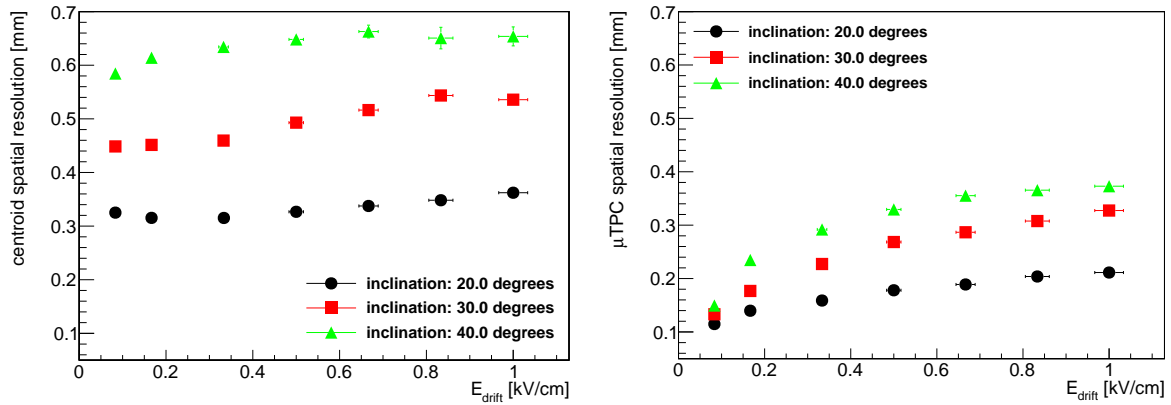 centroid spatial resolution [mm]
0.7
0.6
0.5
0.4
0.3
0.2
0.1
inclination: 20.0 degrees
inclination: 30.0 degrees
inclination: 40.0 degrees
0 0.2 0.4 0.6 0.8 1
E_drift [kV/cm]
μTPC spatial resolution [mm]
0.7
0.6
0.5
0.4
0.3
0.2
0.1
inclination: 20.0 degrees
inclination: 30.0 degrees
inclination: 40.0 degrees
0 0.2 0.4 0.6 0.8 1
E_drift [kV/cm]